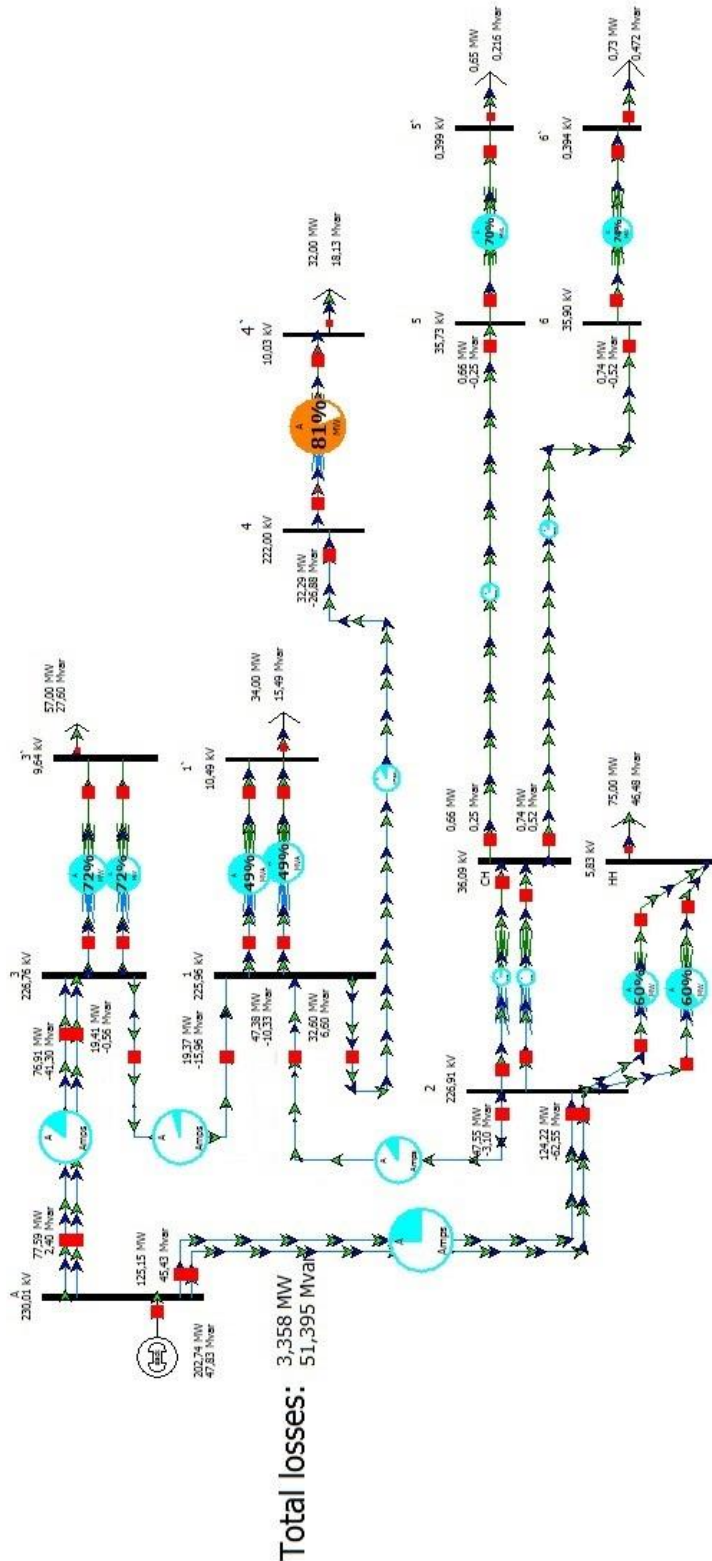 A
230,01 kV
202,74 MW
47,83 Mvar
77,59 MW
2,40 Mvar
125,15 MW
45,43 Mvar
Total losses:
3,358 MW
51,395 Mvar
A
Amps
76,91 MW
-41,30 Mvar
3
226,76 kV
19,41 MW
-0,56 Mvar
A
Amps
19,37 MW
-15,96 Mvar
72%
72%
3`
9,64 kV
57,00 MW
27,60 Mvar
1
225,96 kV
47,38 MW
-10,33 Mvar
32,60 MW
6,60 Mvar
A
49%
MVA
A
49%
MVA
1`
10,49 kV
34,00 MW
15,49 Mvar
4
222,00 kV
32,29 MW
-26,88 Mvar
A
81%
MW
4`
10,03 kV
32,00 MW
18,13 Mvar
A
Amps
A
Amps
2
226,91 kV
47,55 MW
-3,10 Mvar
124,22 MW
-62,55 Mvar
60%
60%
36,09 kV
CH
0,66 MW
0,25 Mvar
0,74 MW
0,52 Mvar
5,83 kV
HH
75,00 MW
46,48 Mvar
5
35,73 kV
0,66 MW
-0,25 Mvar
70%
5`
0,399 kV
0,65 MW
0,216 Mvar
6
35,90 kV
0,74 MW
-0,52 Mvar
74%
6`
0,394 kV
0,73 MW
0,472 Mvar